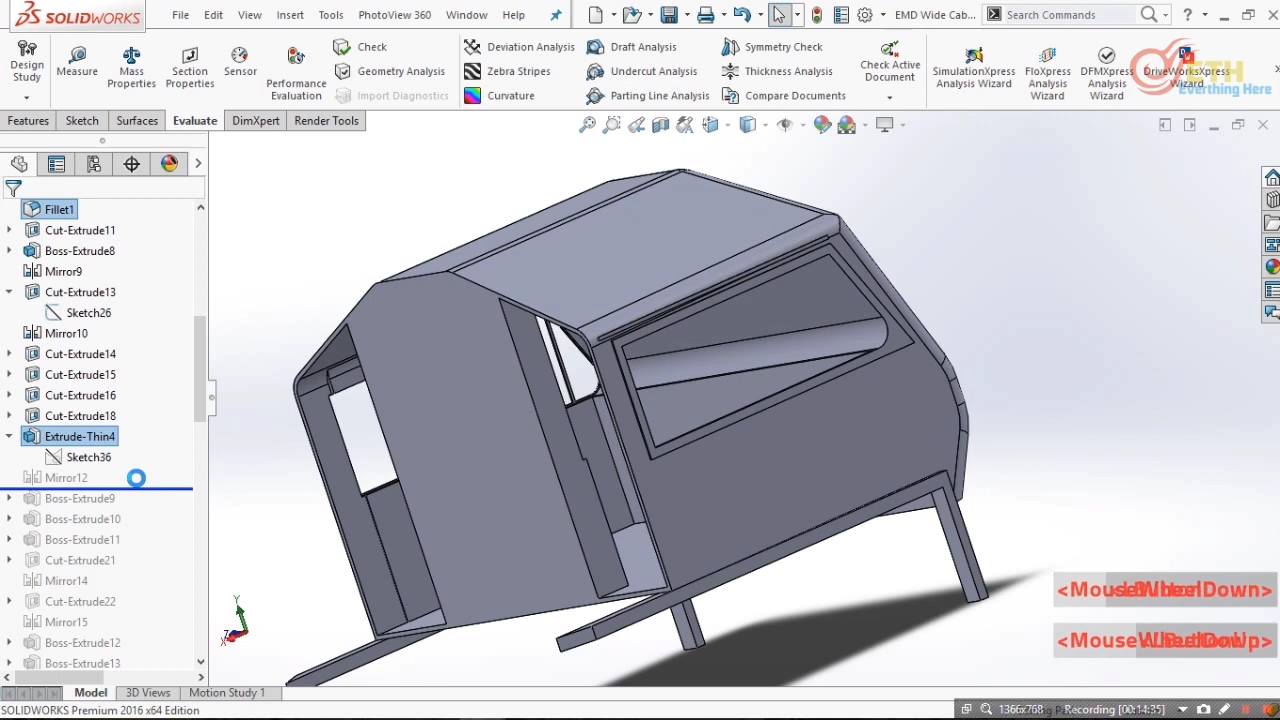 SOLIDWORKS
File Edit View Insert Tools PhotoView 360 Window Help
EMD Wide Cab...
Search Commands
Design Study
Measure
Mass Properties
Section Properties
Sensor
Performance Evaluation
Check
Geometry Analysis
Import Diagnostics
Deviation Analysis
Zebra Stripes
Curvature
Draft Analysis
Undercut Analysis
Parting Line Analysis
Symmetry Check
Thickness Analysis
Compare Documents
Check Active Document
SimulationXpress Analysis Wizard
FloXpress Analysis Wizard
DFMXpress Analysis Wizard
DriveWorksXpress Wizard
ETH
Everthing Here
Features Sketch Surfaces Evaluate DimXpert Render Tools
Fillet1
Cut-Extrude11
Boss-Extrude8
Mirror9
Cut-Extrude13
Sketch26
Mirror10
Cut-Extrude14
Cut-Extrude15
Cut-Extrude16
Cut-Extrude18
Extrude-Thin4
Sketch36
Mirror12
Boss-Extrude9
Boss-Extrude10
Boss-Extrude11
Cut-Extrude21
Mirror14
Cut-Extrude22
Mirror15
Boss-Extrude12
Boss-Extrude13
Y
Z
X
Model 3D Views Motion Study 1
SOLIDWORKS Premium 2016 x64 Edition
1366x768 Recording [00:14:35]